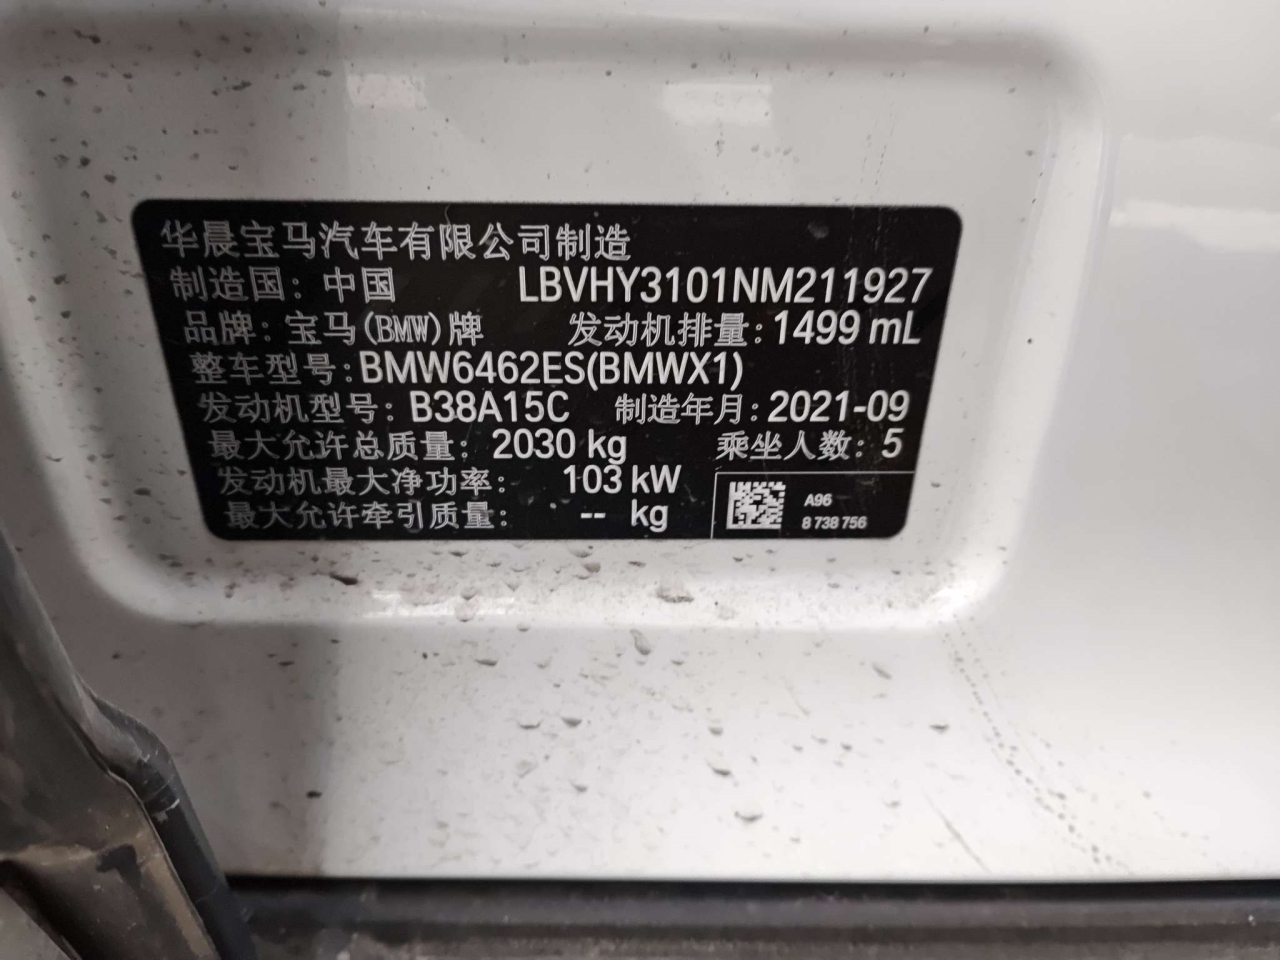 华晨宝马汽车有限公司制造
制造国：中国 LBVHY3101NM211927
品牌：宝马(BMW)牌 发动机排量：1499 mL
整车型号：BMW6462ES(BMWX1)
发动机型号：B38A15C 制造年月：2021-09
最大允许总质量：2030 kg 乘坐人数：5
发动机最大净功率：103 kW
最大允许牵引质量：-- kg
A96
8 738 756